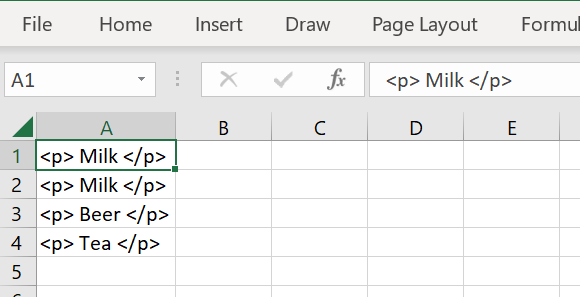 File Home Insert Draw Page Layout Formul
A1 fx <p> Milk </p>
A B C D E
1 <p> Milk </p>
2 <p> Milk </p>
3 <p> Beer </p>
4 <p> Tea </p>
5